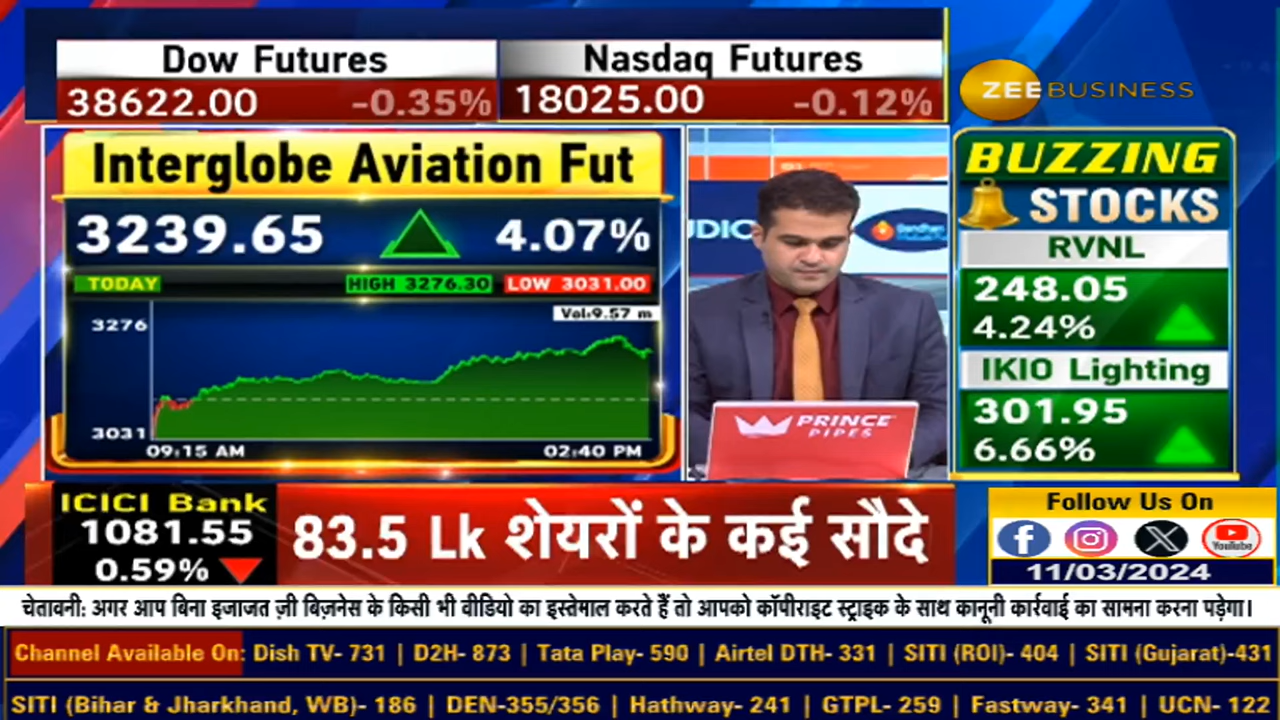 Dow Futures
38622.00 -0.35%
Nasdaq Futures
18025.00 -0.12%
ZEEBUSINESS
Interglobe Aviation Fut
3239.65 4.07%
TODAY HIGH 3276.30 LOW 3031.00
Vol:9.57 m
3276
3031
09:15 AM 02:40 PM
PRINCE
PIPES
BUZZING
STOCKS
RVNL
248.05
4.24%
IKIO Lighting
301.95
6.66%
ICICI Bank
1081.55
0.59%
83.5 Lk शेयरों के कई सौदे
Follow Us On
YouTube
11/03/2024
चेतावनी: अगर आप बिना इजाजत ज़ी बिज़नेस के किसी भी वीडियो का इस्तेमाल करते हैं तो आपको कॉपीराइट स्ट्राइक के साथ कानूनी कार्रवाई का सामना करना पड़ेगा।
Channel Available On: Dish TV- 731 | D2H- 873 | Tata Play- 590 | Airtel DTH- 331 | SITI (ROI)- 404 | SITI (Gujarat)-431
SITI (Bihar & Jharkhand, WB)- 186 | DEN-355/356 | Hathway- 241 | GTPL- 259 | Fastway- 341 | UCN- 122